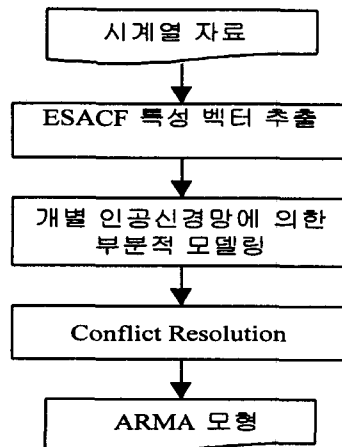 시계열 자료
ESACF 특성 벡터 추출
개별 인공신경망에 의한
부분적 모델링
Conflict Resolution
ARMA 모형